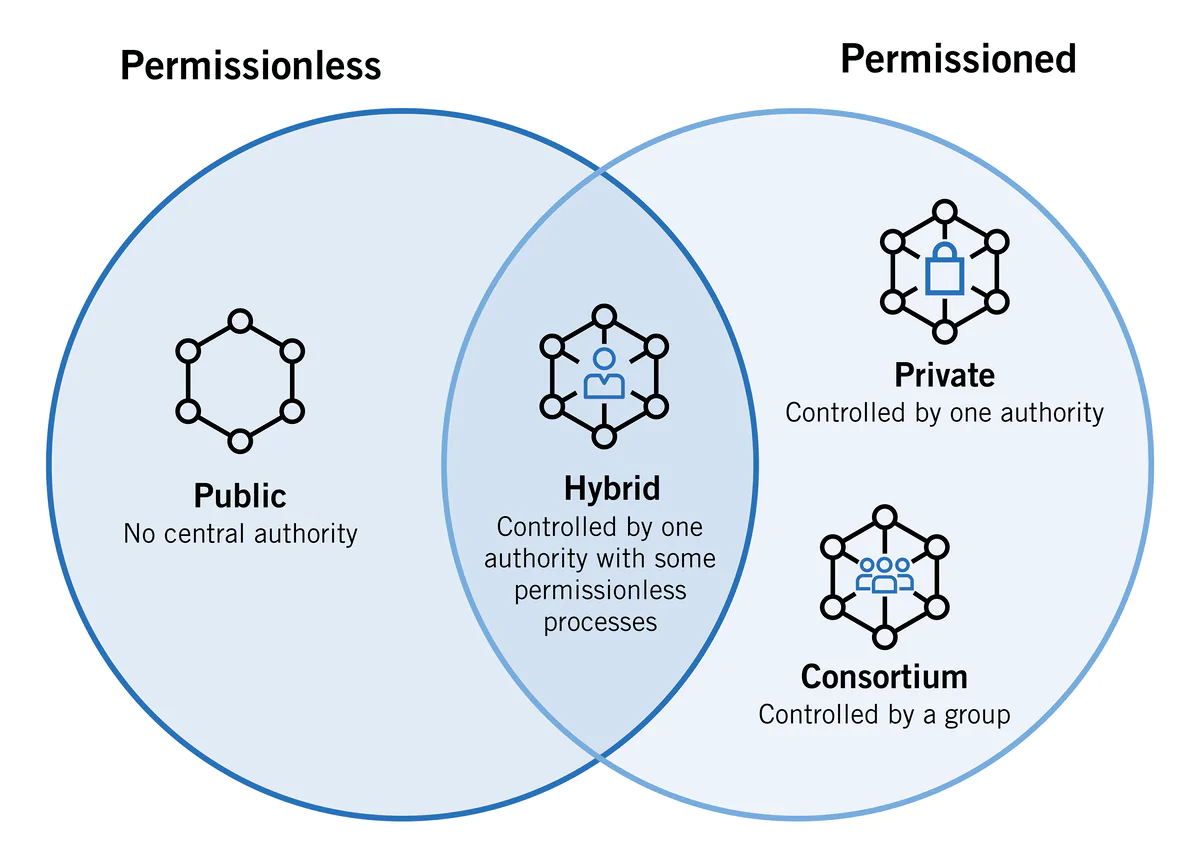 Permissionless
Permissioned
Public
No central authority
Hybrid
Controlled by one
authority with some
permissionless
processes
Private
Controlled by one authority
Consortium
Controlled by a group